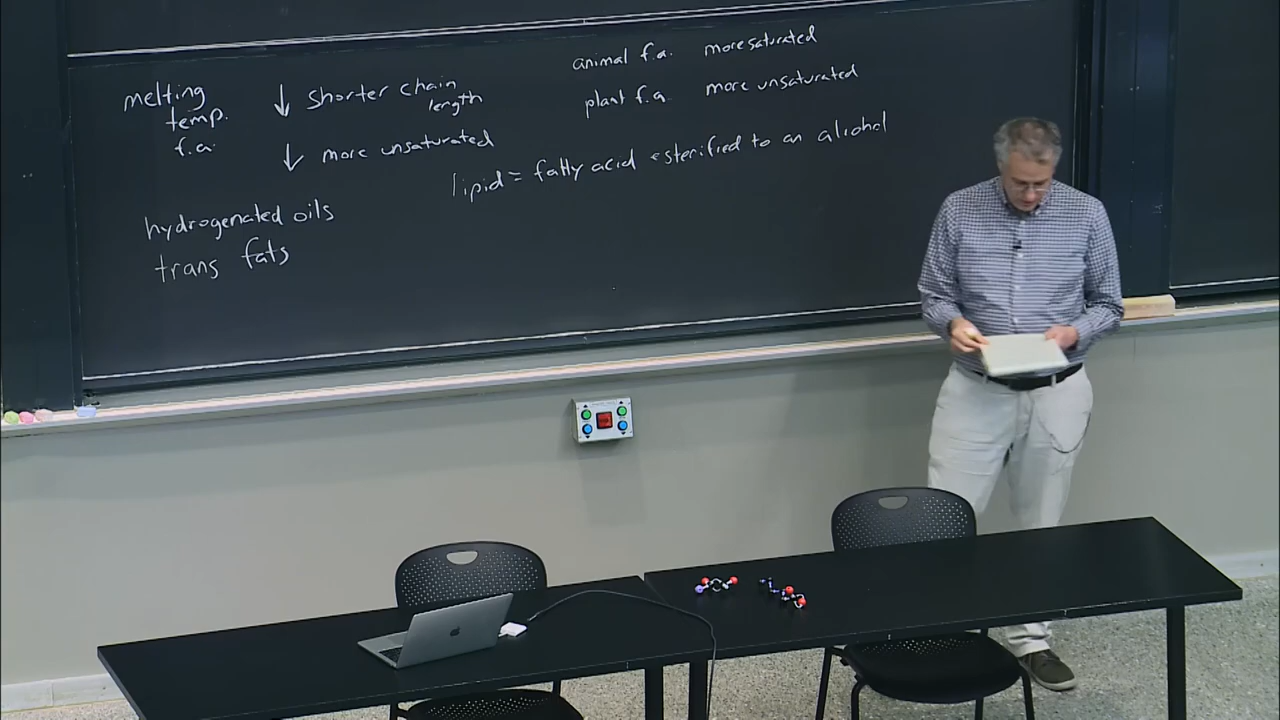 melting
temp.
f.a.
↓ shorter chain
length
↓ more unsaturated
hydrogenated oils
trans fats
animal f.a. more saturated
plant f.a. more unsaturated
lipid = fatty acid esterified to an alcohol